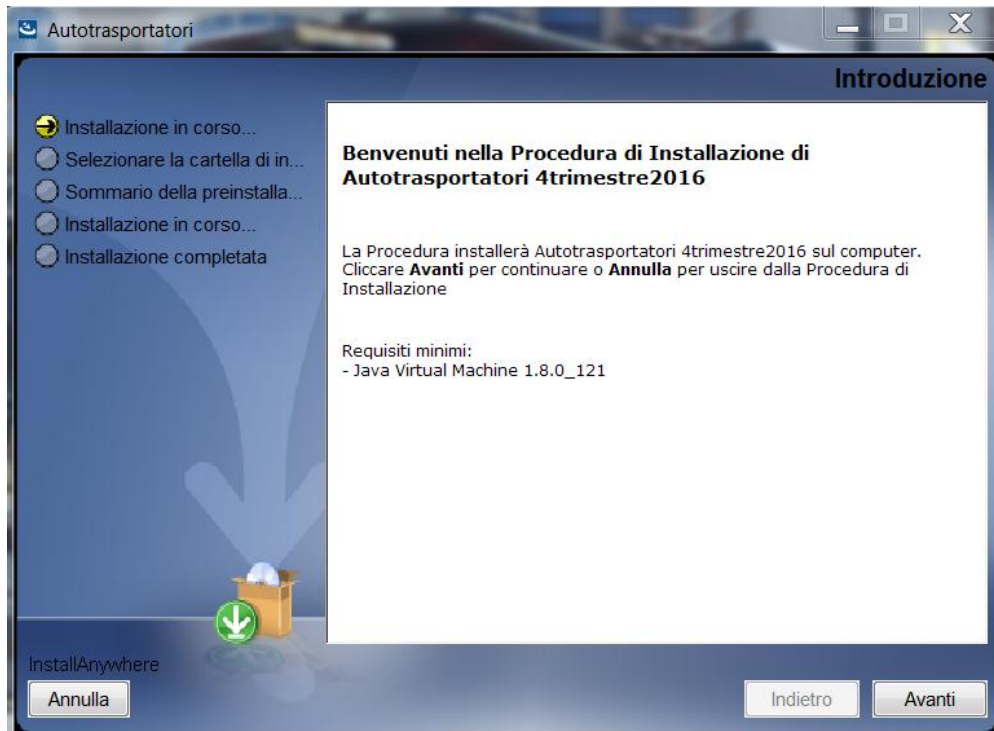 Autotrasportatori
Introduzione
Installazione in corso...
Selezionare la cartella di in...
Sommario della preinstalla...
Installazione in corso...
Installazione completata
Benvenuti nella Procedura di Installazione di
Autotrasportatori 4trimestre2016
La Procedura installerà Autotrasportatori 4trimestre2016 sul computer.
Cliccare Avanti per continuare o Annulla per uscire dalla Procedura di
Installazione
Requisiti minimi:
- Java Virtual Machine 1.8.0_121
InstallAnywhere
Annulla
Indietro
Avanti